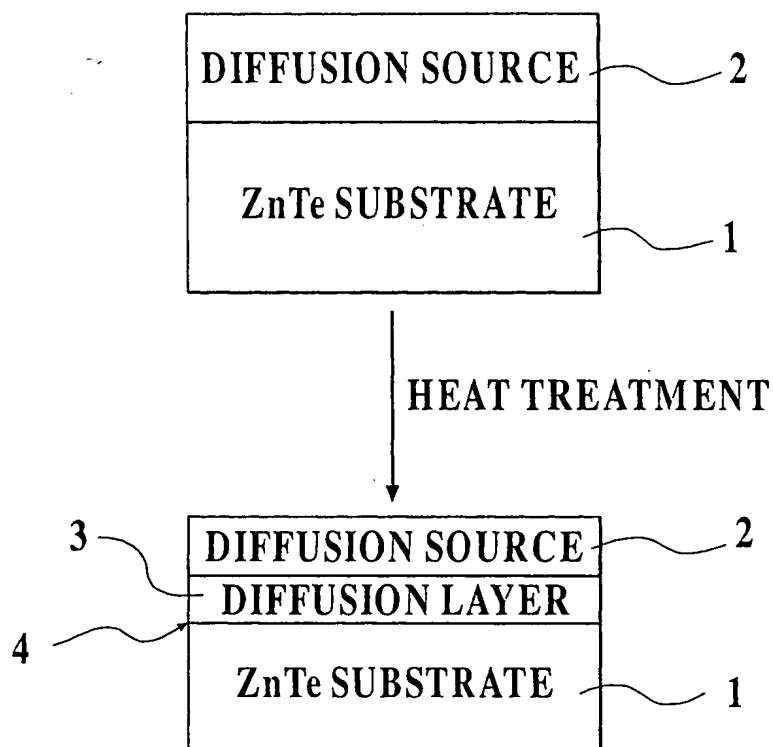 DIFFUSION SOURCE 2
ZnTe SUBSTRATE
1
HEAT TREATMENT
3
DIFFUSION SOURCE 2
DIFFUSION LAYER
4
ZnTe SUBSTRATE 1